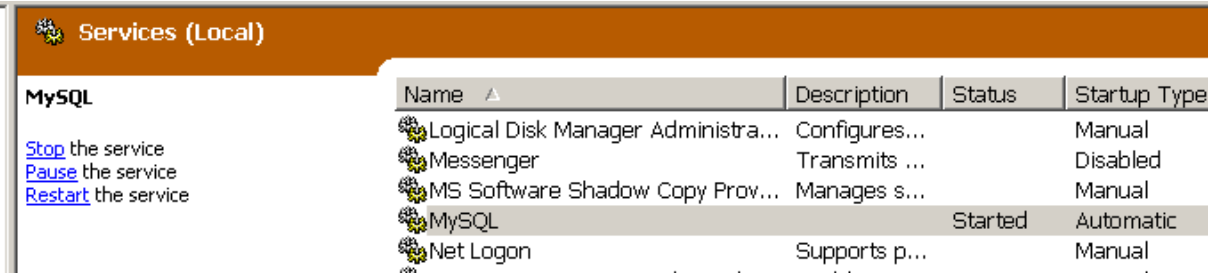 Services (Local)
MySQL
Stop the service
Pause the service
Restart the service
Name Description Status Startup Type
Logical Disk Manager Administra... Configures... Manual
Messenger Transmits ... Disabled
MS Software Shadow Copy Prov... Manages s... Manual
MySQL Started Automatic
Net Logon Supports p... Manual